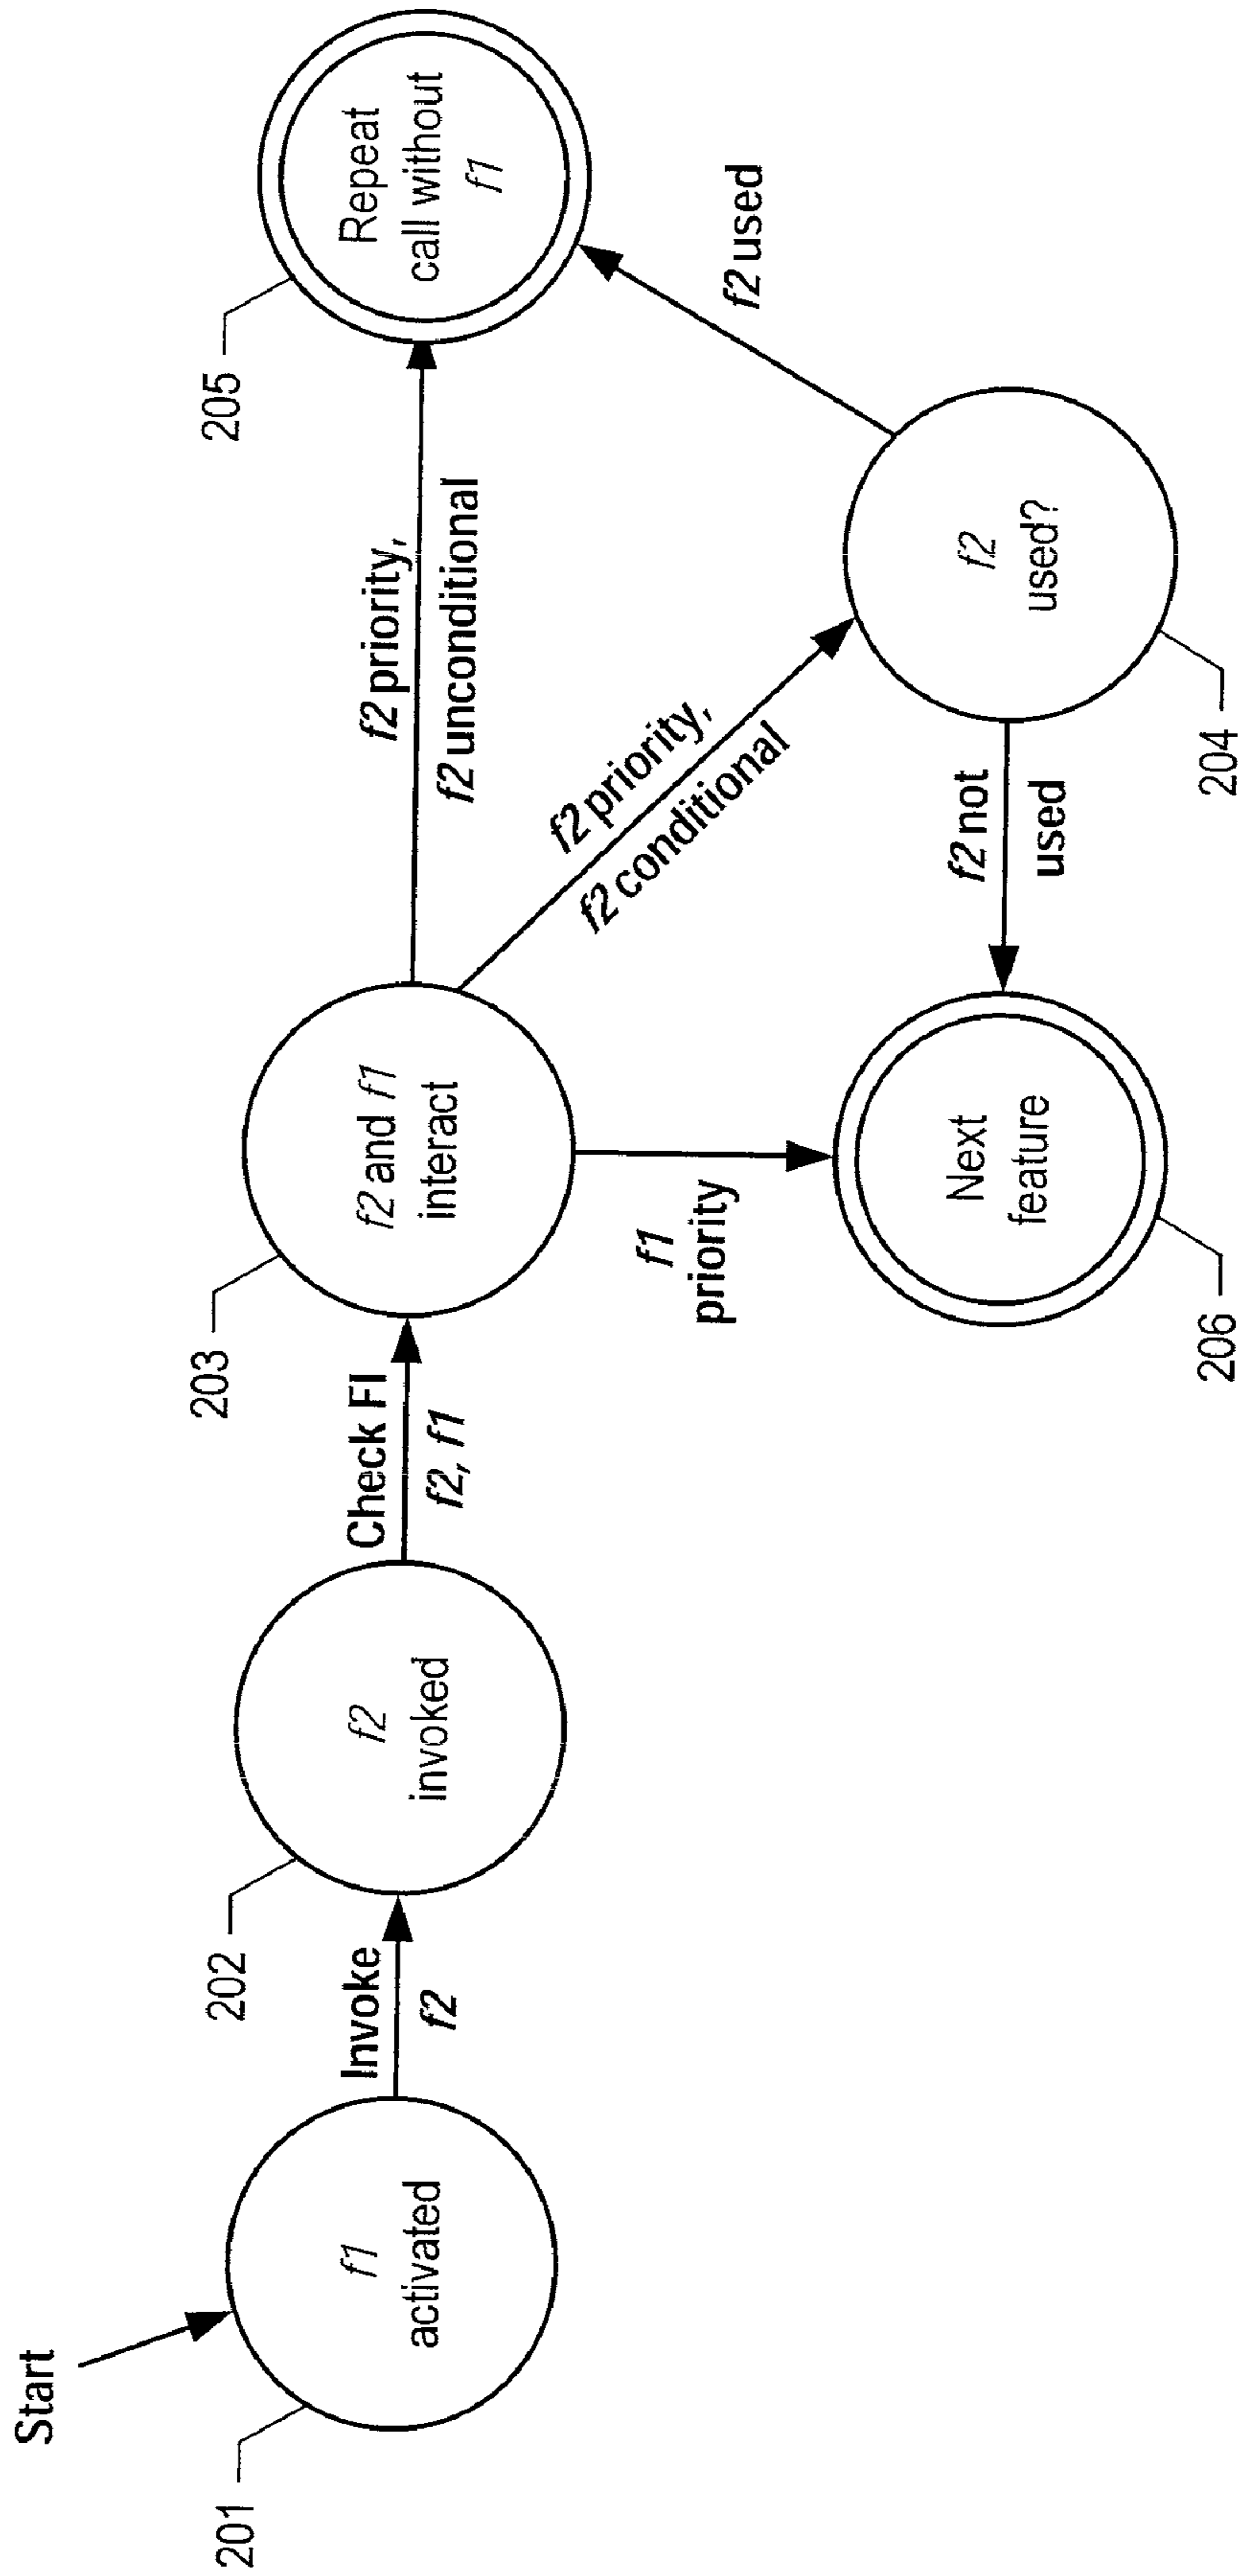 Start
201
f1
activated
Invoke
f2
202
f2
invoked
Check FI
f2, f1
203
f2 and f1
interact
f2 priority,
f2 unconditional
205
Repeat
call without
f1
f2 priority,
f2 conditional
f2 used
f1
priority
206
Next
feature
f2 not
used
204
f2
used?